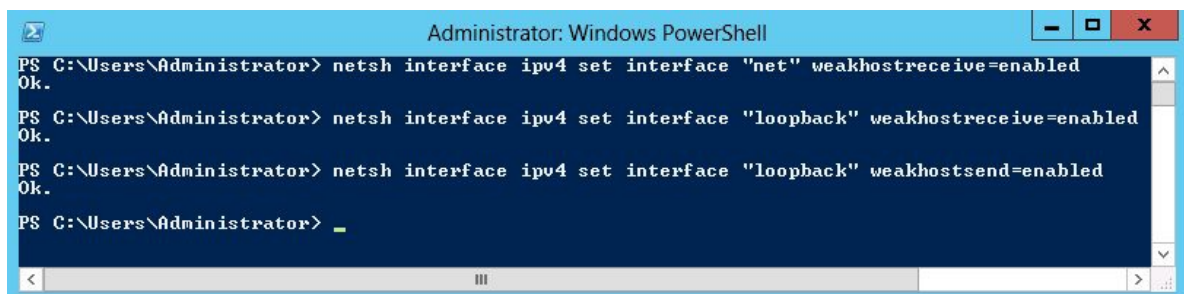 Administrator: Windows PowerShell
PS C:\Users\Administrator> netsh interface ipv4 set interface "net" weakhostreceive=enabled
Ok.
PS C:\Users\Administrator> netsh interface ipv4 set interface "loopback" weakhostreceive=enabled
Ok.
PS C:\Users\Administrator> netsh interface ipv4 set interface "loopback" weakhostsend=enabled
Ok.
PS C:\Users\Administrator> _